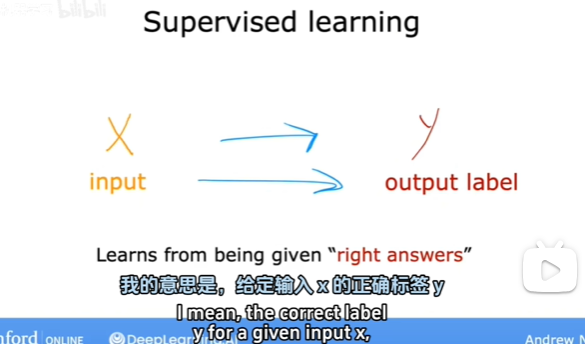 bilibili
Supervised learning
X
y
input
output label
Learns from being given “right answers”
我的意思是，给定输入 x 的正确标签 y
I mean, the correct label
y for a given input x,
nford ONLINE
DeepLearning.AI
Andrew N